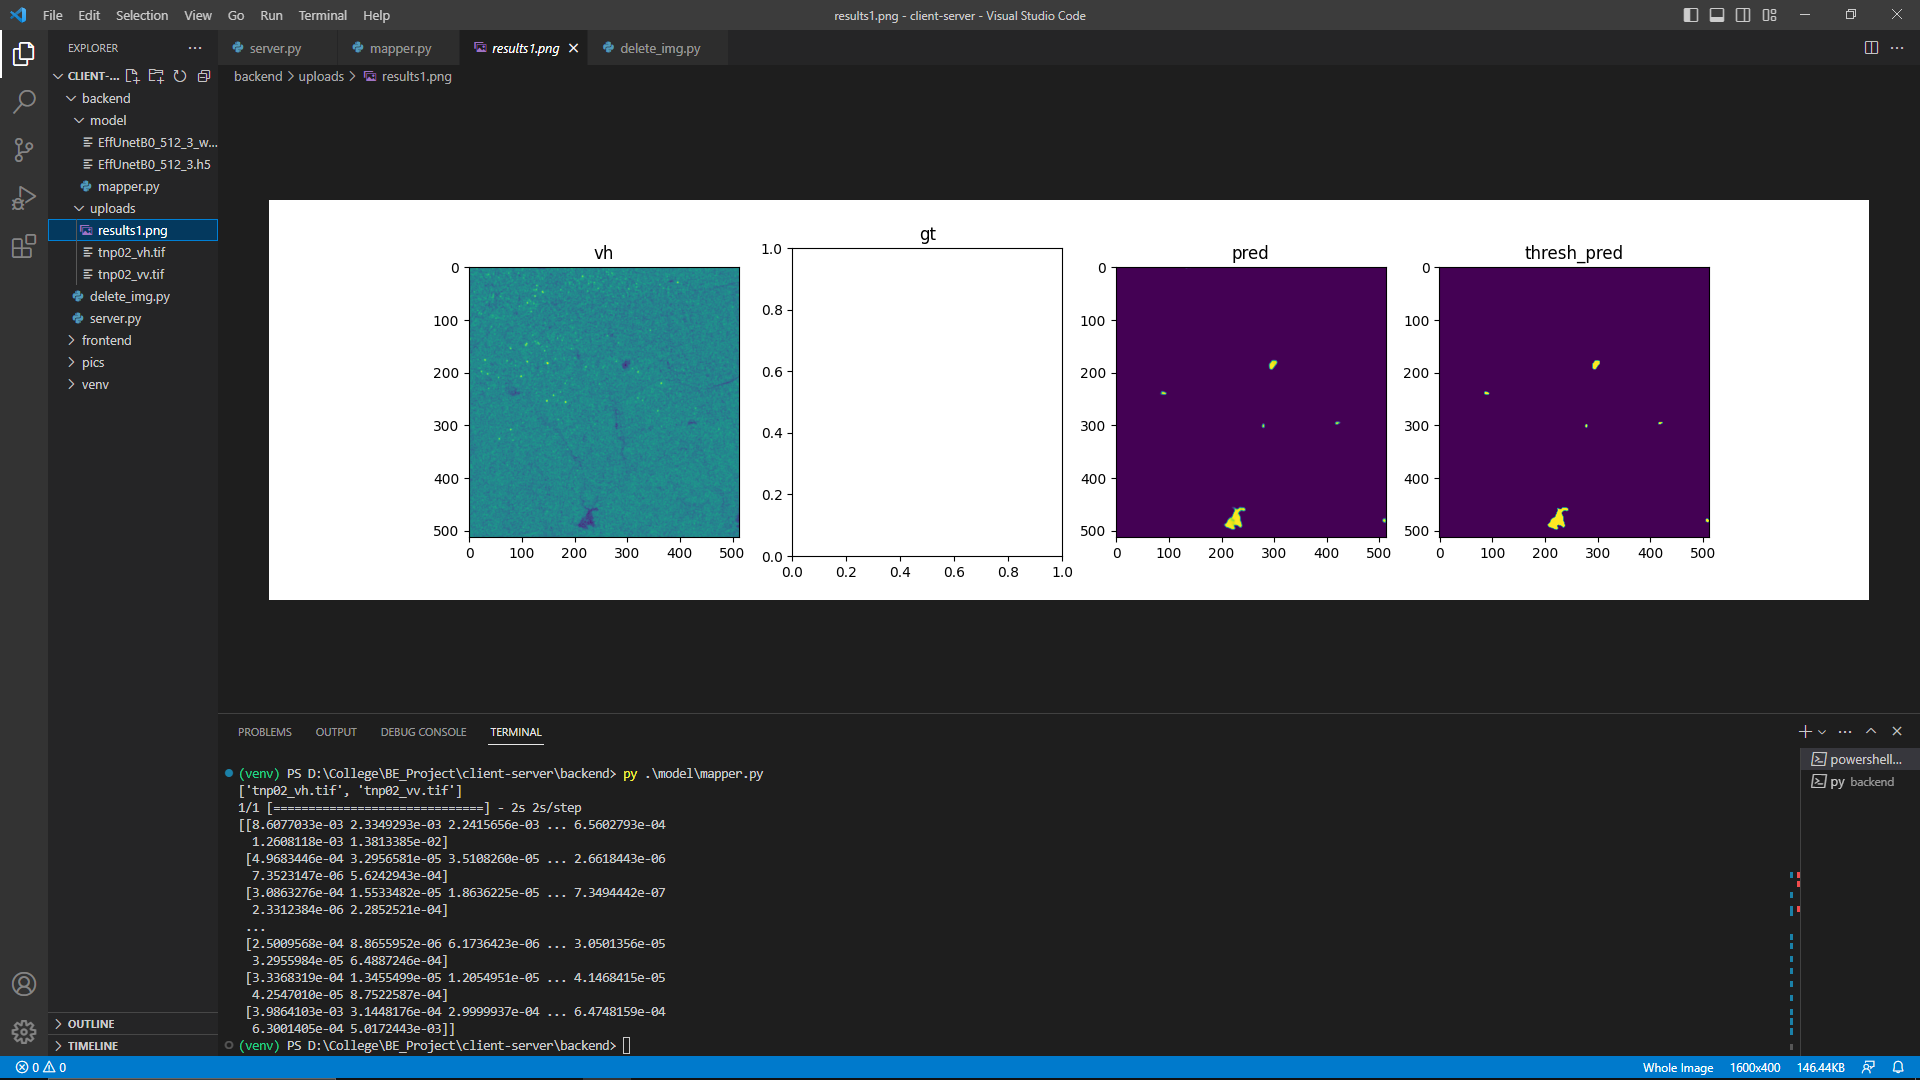 File Edit Selection View Go Run Terminal Help
results1.png - client-server - Visual Studio Code
EXPLORER
CLIENT-...
backend
model
EffUnetB0_512_3_w...
EffUnetB0_512_3.h5
mapper.py
uploads
results1.png
tnp02_vh.tif
tnp02_vv.tif
delete_img.py
server.py
frontend
pics
venv
OUTLINE
TIMELINE
server.py mapper.py results1.png delete_img.py
backend > uploads > results1.png
vh
0
100
200
300
400
500
0 100 200 300 400 500
gt
1.0
0.8
0.6
0.4
0.2
0.0
0.0 0.2 0.4 0.6 0.8 1.0
pred
0
100
200
300
400
500
0 100 200 300 400 500
thresh_pred
0
100
200
300
400
500
0 100 200 300 400 500
PROBLEMS OUTPUT DEBUG CONSOLE TERMINAL
(venv) PS D:\College\BE_Project\client-server\backend> py .\model\mapper.py
['tnp02_vh.tif', 'tnp02_vv.tif']
1/1 [==============================] - 2s 2s/step
[[8.6077033e-03 2.3349293e-03 2.2415656e-03 ... 6.5602793e-04
1.2608118e-03 1.3813385e-02]
[4.9683446e-04 3.2956581e-05 3.5108260e-05 ... 2.6618443e-06
7.3523147e-06 5.6242943e-04]
[3.0863276e-04 1.5533482e-05 1.8636225e-05 ... 7.3494442e-07
2.3312384e-06 2.2852521e-04]
...
[2.5009568e-04 8.8655952e-06 6.1736423e-06 ... 3.0501356e-05
3.2955984e-05 6.4887246e-04]
[3.3368319e-04 1.3455499e-05 1.2054951e-05 ... 4.1468415e-05
4.2547010e-05 8.7522587e-04]
[3.9864103e-03 3.1448176e-04 2.9999937e-04 ... 6.4748159e-04
6.3001405e-04 5.0172443e-03]]
(venv) PS D:\College\BE_Project\client-server\backend>
powershell...
py backend
0 0
Whole Image 1600x400 146.44KB